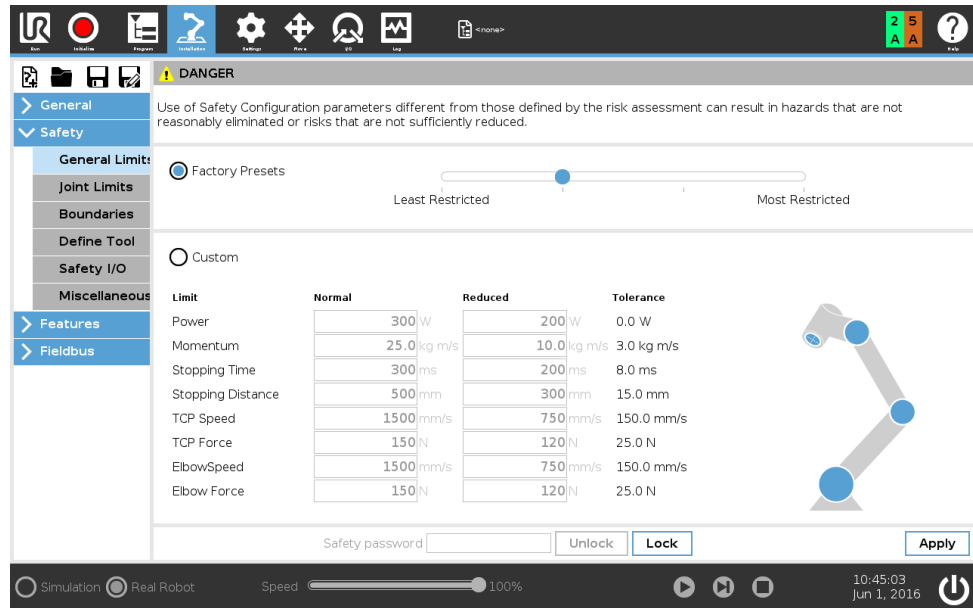 UR
<none>
2 5
A A
?
Run
Initialize
Program
Installation
Settings
Move
I/O
Log
Help
DANGER
Use of Safety Configuration parameters different from those defined by the risk assessment can result in hazards that are not
reasonably eliminated or risks that are not sufficiently reduced.
General
Safety
General Limits
Joint Limits
Boundaries
Define Tool
Safety I/O
Miscellaneous
Features
Fieldbus
Factory Presets
Least Restricted Most Restricted
Custom
Limit Normal Reduced Tolerance
Power 300 W 200 W 0.0 W
Momentum 25.0 kg m/s 10.0 kg m/s 3.0 kg m/s
Stopping Time 300 ms 200 ms 8.0 ms
Stopping Distance 500 mm 300 mm 15.0 mm
TCP Speed 1500 mm/s 750 mm/s 150.0 mm/s
TCP Force 150 N 120 N 25.0 N
ElbowSpeed 1500 mm/s 750 mm/s 150.0 mm/s
Elbow Force 150 N 120 N 25.0 N
Safety password Unlock Lock Apply
Simulation Real Robot Speed 100%
10:45:03
Jun 1, 2016